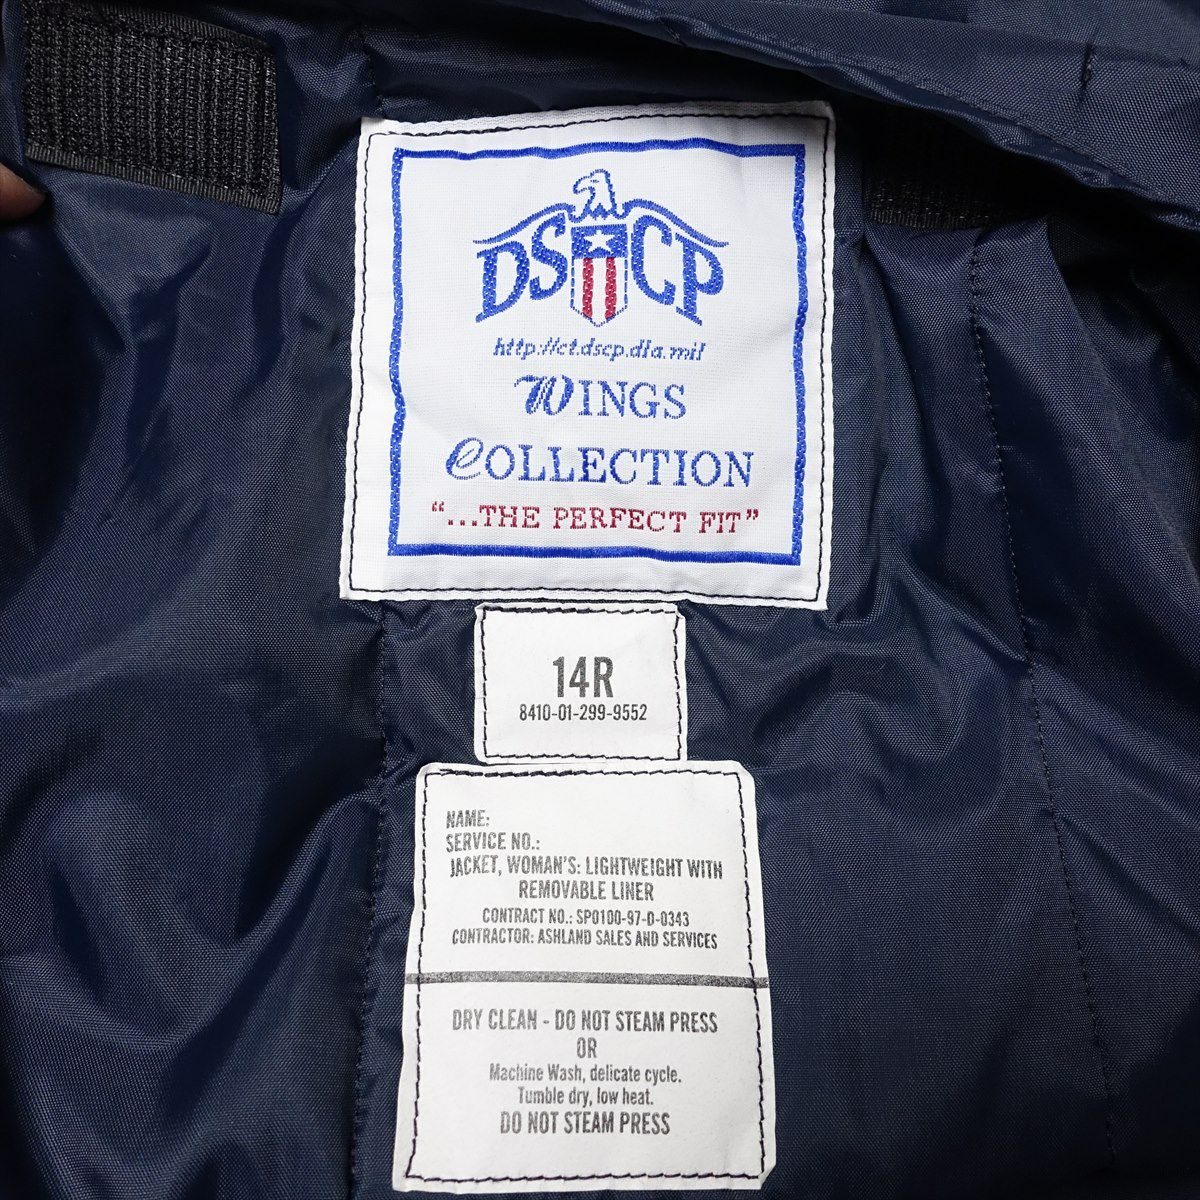 DSCP
http://ct.dscp.dla.mil
WINGS
COLLECTION
"...THE PERFECT FIT"
14R
8410-01-299-9552
NAME:
SERVICE NO.:
JACKET, WOMAN'S: LIGHTWEIGHT WITH
REMOVABLE LINER
CONTRACT NO.: SPO100-97-D-0343
CONTRACTOR: ASHLAND SALES AND SERVICES
DRY CLEAN - DO NOT STEAM PRESS
OR
Machine Wash, delicate cycle.
Tumble dry, low heat.
DO NOT STEAM PRESS